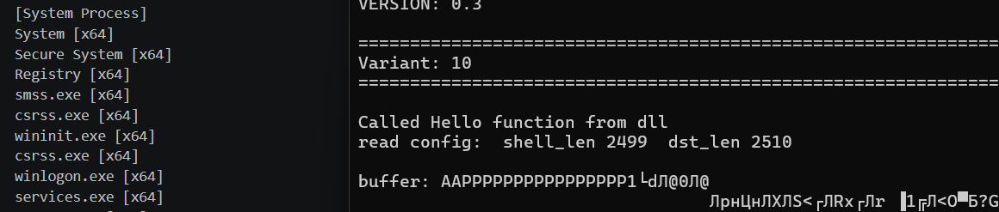 [System Process]
System [x64]
Secure System [x64]
Registry [x64]
smss.exe [x64]
csrss.exe [x64]
wininit.exe [x64]
csrss.exe [x64]
winlogon.exe [x64]
services.exe [x64]
VERSION: 0.3
=============================================================
Variant: 10
=============================================================
Called Hello function from dll
read config:  shell_len 2499  dst_len 2510
buffer: AAPPPPPPPPPPPPPPPP1└dЛ@0Л@
ЛрнЦнЛХЛS<┌ЛRx┌Лr ▐1╔Л<О▀Б?G